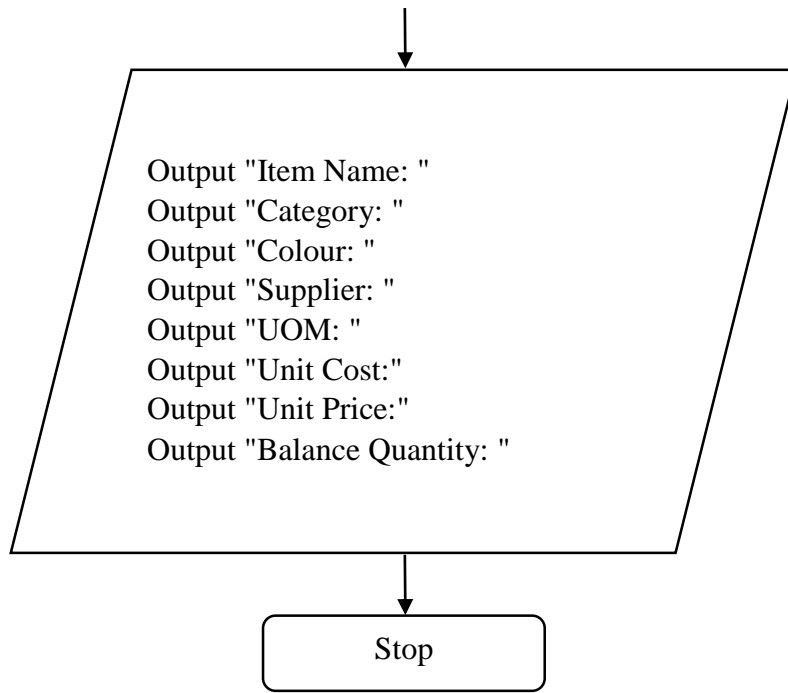 Output "Item Name: "
Output "Category: "
Output "Colour: "
Output "Supplier: "
Output "UOM: "
Output "Unit Cost:"
Output "Unit Price:"
Output "Balance Quantity: "
Stop